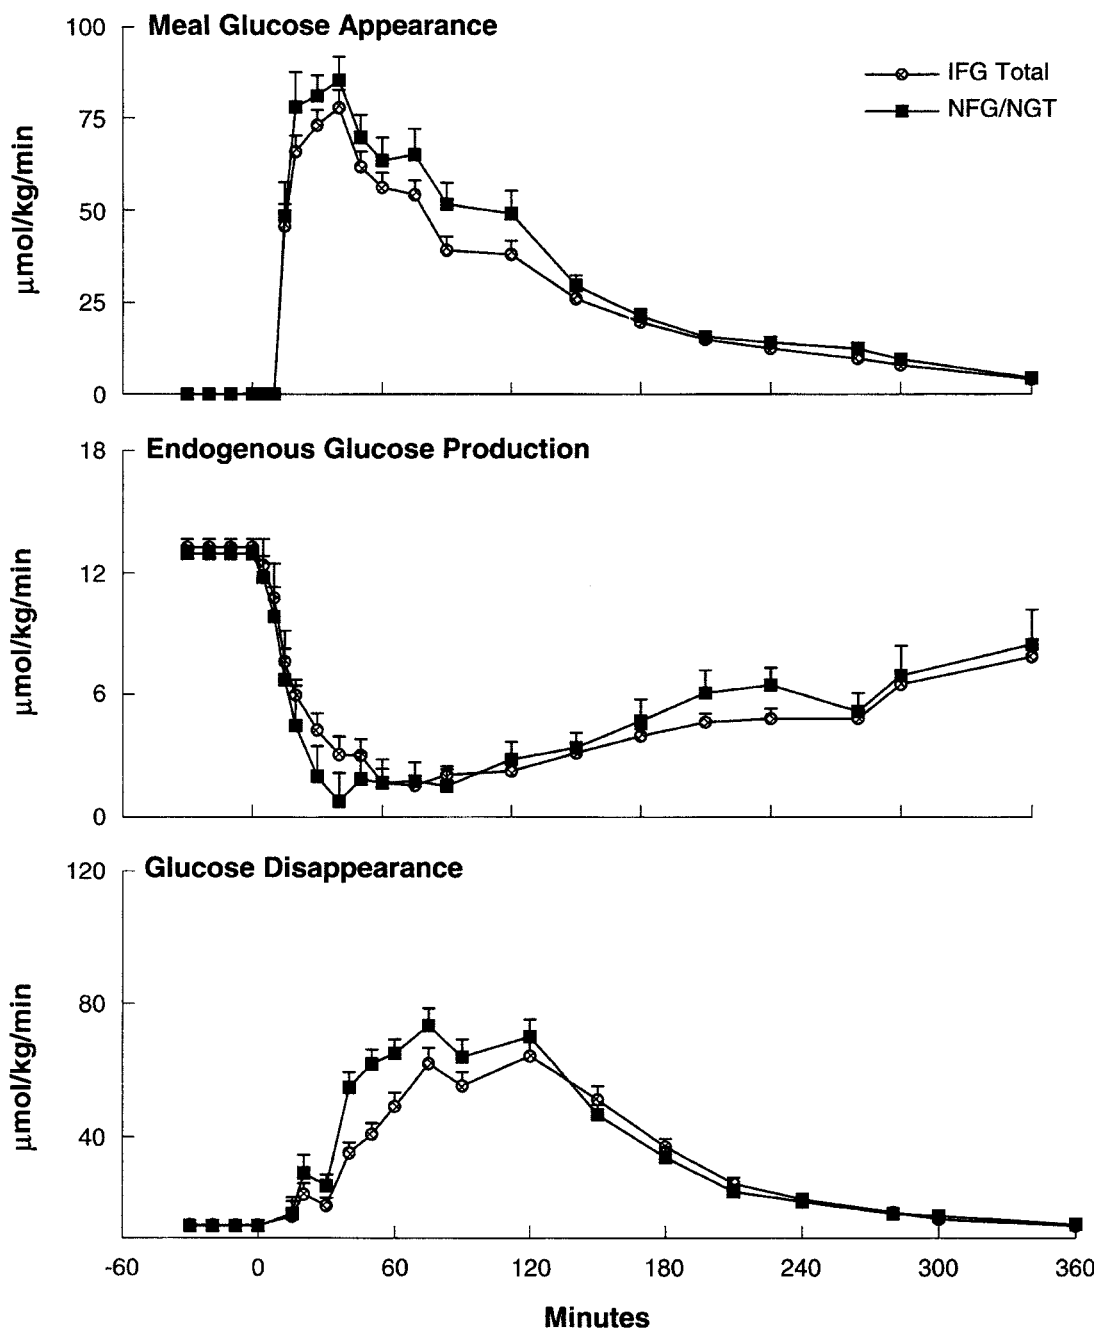 Meal Glucose Appearance
100
75
50
25
0
μmol/kg/min
IFG Total
NFG/NGT
Endogenous Glucose Production
18
12
6
0
μmol/kg/min
Glucose Disappearance
120
80
40
μmol/kg/min
-60 0 60 120 180 240 300 360
Minutes